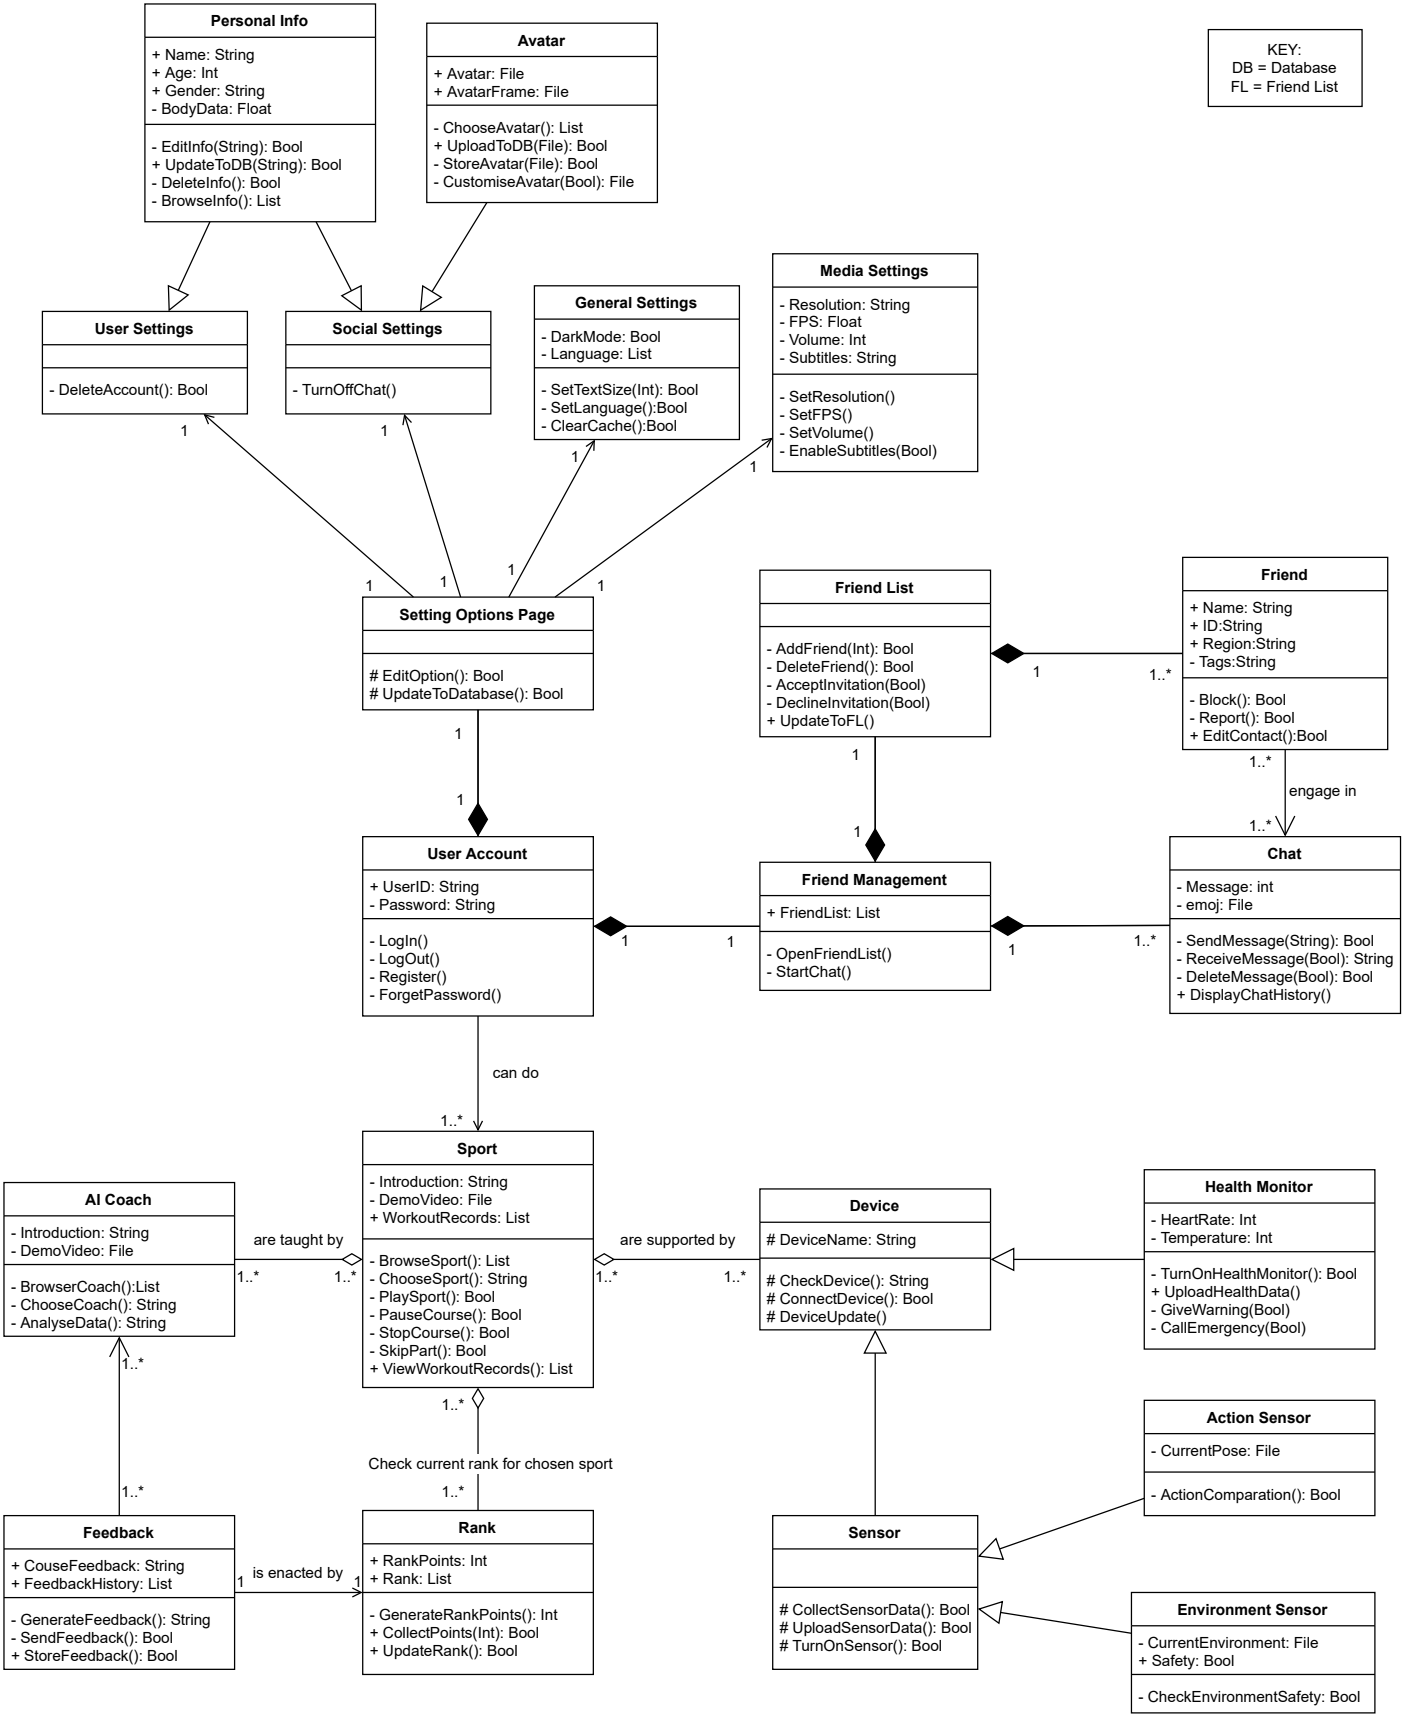 Personal Info
+ Name: String
+ Age: Int
+ Gender: String
- BodyData: Float
- EditInfo(String): Bool
+ UpdateToDB(String): Bool
- DeleteInfo(): Bool
- BrowseInfo(): List
Avatar
+ Avatar: File
+ AvatarFrame: File
- ChooseAvatar(): List
+ UploadToDB(File): Bool
- StoreAvatar(File): Bool
- CustomiseAvatar(Bool): File
KEY:
DB = Database
FL = Friend List
User Settings
- DeleteAccount(): Bool
1
Social Settings
- TurnOffChat()
1
General Settings
- DarkMode: Bool
- Language: List
- SetTextSize(Int): Bool
- SetLanguage():Bool
- ClearCache():Bool
1
Media Settings
- Resolution: String
- FPS: Float
- Volume: Int
- Subtitles: String
- SetResolution()
- SetFPS()
- SetVolume()
- EnableSubtitles(Bool)
1
1
1
1
1
Setting Options Page
# EditOption(): Bool
# UpdateToDatabase(): Bool
1
1
Friend List
- AddFriend(Int): Bool
- DeleteFriend(): Bool
- AcceptInvitation(Bool)
- DeclineInvitation(Bool)
+ UpdateToFL()
1
1..*
1
1
Friend
+ Name: String
+ ID:String
+ Region:String
- Tags:String
- Block(): Bool
- Report(): Bool
+ EditContact():Bool
1..*
engage in
1..*
User Account
+ UserID: String
- Password: String
- LogIn()
- LogOut()
- Register()
- ForgetPassword()
1
1
Friend Management
+ FriendList: List
- OpenFriendList()
- StartChat()
1
1..*
Chat
- Message: int
- emoj: File
- SendMessage(String): Bool
- ReceiveMessage(Bool): String
- DeleteMessage(Bool): Bool
+ DisplayChatHistory()
can do
1..*
AI Coach
- Introduction: String
- DemoVideo: File
- BrowserCoach():List
- ChooseCoach(): String
- AnalyseData(): String
are taught by
1..*
1..*
Sport
- Introduction: String
- DemoVideo: File
+ WorkoutRecords: List
- BrowseSport(): List
- ChooseSport(): String
- PlaySport(): Bool
- PauseCourse(): Bool
- StopCourse(): Bool
- SkipPart(): Bool
+ ViewWorkoutRecords(): List
are supported by
1..*
1..*
Device
# DeviceName: String
# CheckDevice(): String
# ConnectDevice(): Bool
# DeviceUpdate()
Health Monitor
- HeartRate: Int
- Temperature: Int
- TurnOnHealthMonitor(): Bool
+ UploadHealthData()
- GiveWarning(Bool)
- CallEmergency(Bool)
1..*
1..*
1..*
Check current rank for chosen sport
1..*
Action Sensor
- CurrentPose: File
- ActionComparation(): Bool
Feedback
+ CouseFeedback: String
+ FeedbackHistory: List
- GenerateFeedback(): String
- SendFeedback(): Bool
+ StoreFeedback(): Bool
1
is enacted by
1
Rank
+ RankPoints: Int
+ Rank: List
- GenerateRankPoints(): Int
+ CollectPoints(Int): Bool
+ UpdateRank(): Bool
Sensor
# CollectSensorData(): Bool
# UploadSensorData(): Bool
# TurnOnSensor(): Bool
Environment Sensor
- CurrentEnvironment: File
+ Safety: Bool
- CheckEnvironmentSafety: Bool